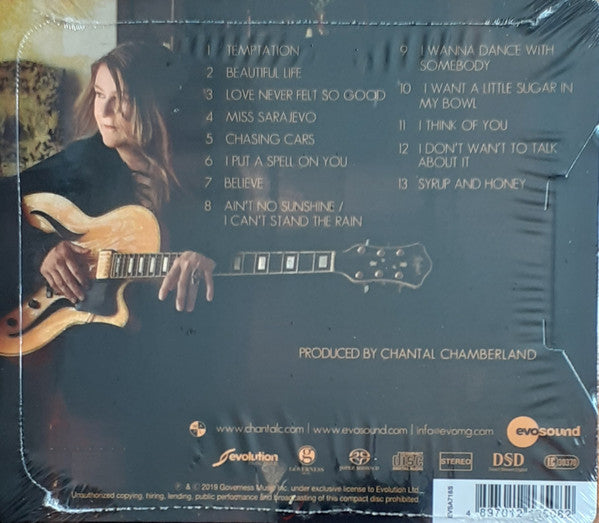 1 TEMPTATION
2 BEAUTIFUL LIFE
3 LOVE NEVER FELT SO GOOD
4 MISS SARAJEVO
5 CHASING CARS
6 I PUT A SPELL ON YOU
7 BELIEVE
8 AIN'T NO SUNSHINE /
I CAN'T STAND THE RAIN
9 I WANNA DANCE WITH
SOMEBODY
10 I WANT A LITTLE SUGAR IN
MY BOWL
11 I THINK OF YOU
12 I DON'T WAN'T TO TALK
ABOUT IT
13 SYRUP AND HONEY
PRODUCED BY CHANTAL CHAMBERLAND
www.chantalc.com | www.evosound.com | info@evomg.com
evosound
evolution
GOVERNESS
SUPER AUDIO CD
disc
STEREO
DSD
℗ & © 2019 Governess Music Inc. under exclusive license to Evolution Ltd.
Unauthorized copying, hiring, lending, public performance and broadcasting of this compact disc prohibited.